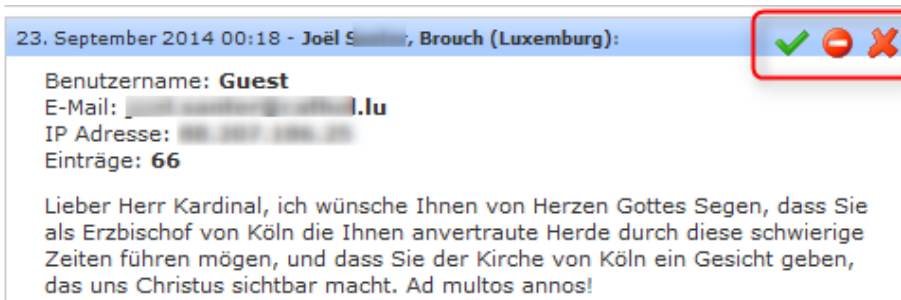 23. September 2014 00:18 - Joël, Brouch (Luxemburg):
Benutzername: Guest
E-Mail: .lu
IP Adresse:
Einträge: 66
Lieber Herr Kardinal, ich wünsche Ihnen von Herzen Gottes Segen, dass Sie
als Erzbischof von Köln die Ihnen anvertraute Herde durch diese schwierige
Zeiten führen mögen, und dass Sie der Kirche von Köln ein Gesicht geben,
das uns Christus sichtbar macht. Ad multos annos!